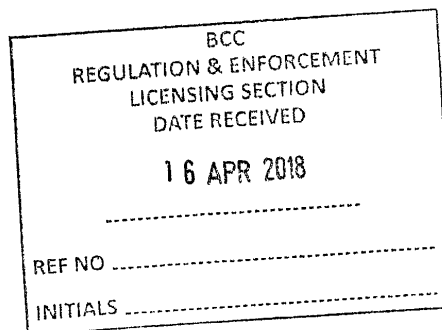 BCC
REGULATION & ENFORCEMENT
LICENSING SECTION
DATE RECEIVED
16 APR 2018
REF NO
INITIALS